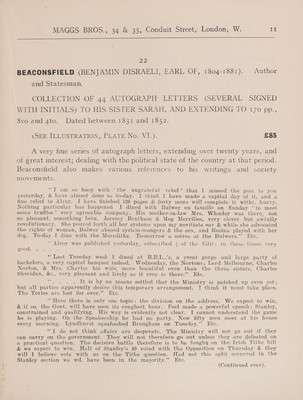 MAGGS BROS., 34 & 35, Conduit Street, London, W. 11
22
BEACONSFIELD (BENJAMIN DISRAELI, EARL OF, 1804-1881). Author
and Statesman.
COLLECTION OF 44 AUTOGRAPH LETTERS (SEVERAL SIGNED
WITH INITIALS) TO HIS SISTER SARAH, AND EXTENDING TO 170 pp.,
8vo and 4to. Dated between 1831 and 1852.
(SEE ILLUSTRATION, PLATE No. VI.). £85
A very fine series of autograph letters, extending over twenty years, and
of great interest; dealing with the political state of the country at that period.
Beaconsfield also makes various references to his writings and society
movements.
"I am so busy with 'the ungrateful rebel' that I missed the post to you
yesterday, & have almost done so to-day. I think I have made a capital day of it, and a
fine relief to Alroy. I have finished 120 pages & forty more will complete it whilst, hurry.
Nothing particular has happened I dined with Bulwer en famille on Sunday 'to meet
some truffles' very agreeable company. His mother-in-law Mrs. Wheeler was there, not
so pleasant, something between Jeremy Bentham & Meg Merrilies, very clever but awfully
revolutionary. She poured forth all her systems upon my novitiate ear & while she advocated
the rights of woman, Bulwer abused system-mongers & the sex, and Rosina played with her
dog. To-day I dine with the Merediths. Wednesday a soiree at the Bulwers." Etc.
"Alroy was published yesterday, subscribed ½ of the Editn. in these times very
good. . . .
"Last Tuesday week I dined at B.E.L.'s, a great gorge and large party of
bachelors, a very capital banquet indeed. Wednesday, the Nortons; Lord Melbourne, Charles
Norton, & Mrs. Charles his wife, more beautiful even than the three sisters, Charles
Sheridan, &c., very pleasant and lively as it ever is there." Etc.
". . . It is by no means settled that the Ministry is patched up even yet;
but all parties apparently desire this temporary arrangement. I think it must take place.
The Tories are hot for war." Etc.
"Here there is only one topic: the division on the address. We expect to win,
& if so, the Govt. will have seen its roughest hour. Peel made a powerful speech; Stanley,
constrained and qualifying. His way is evidently not clear. I cannot understand the game
he is playing. On the Speakership he had no party. Now fifty men meet at his house
every morning. Lyndhurst squabashed Brougham on Tuesday." Etc.
"I do not think affairs are desperate. The Ministry will not go out if they
can carry on the government. They will not therefore go out unless they are defeated on
a practical question. The decisive battle therefore is to be fought on the Irish Tithe bill
& we expect to win. Half of Stanley's 40 voted with the Opposition on Thursday & they
will I believe vote with us on the Tithe question. Had not this split occurred in the
Stanley section we wd. have been in the majority." Etc.
(Continued over).